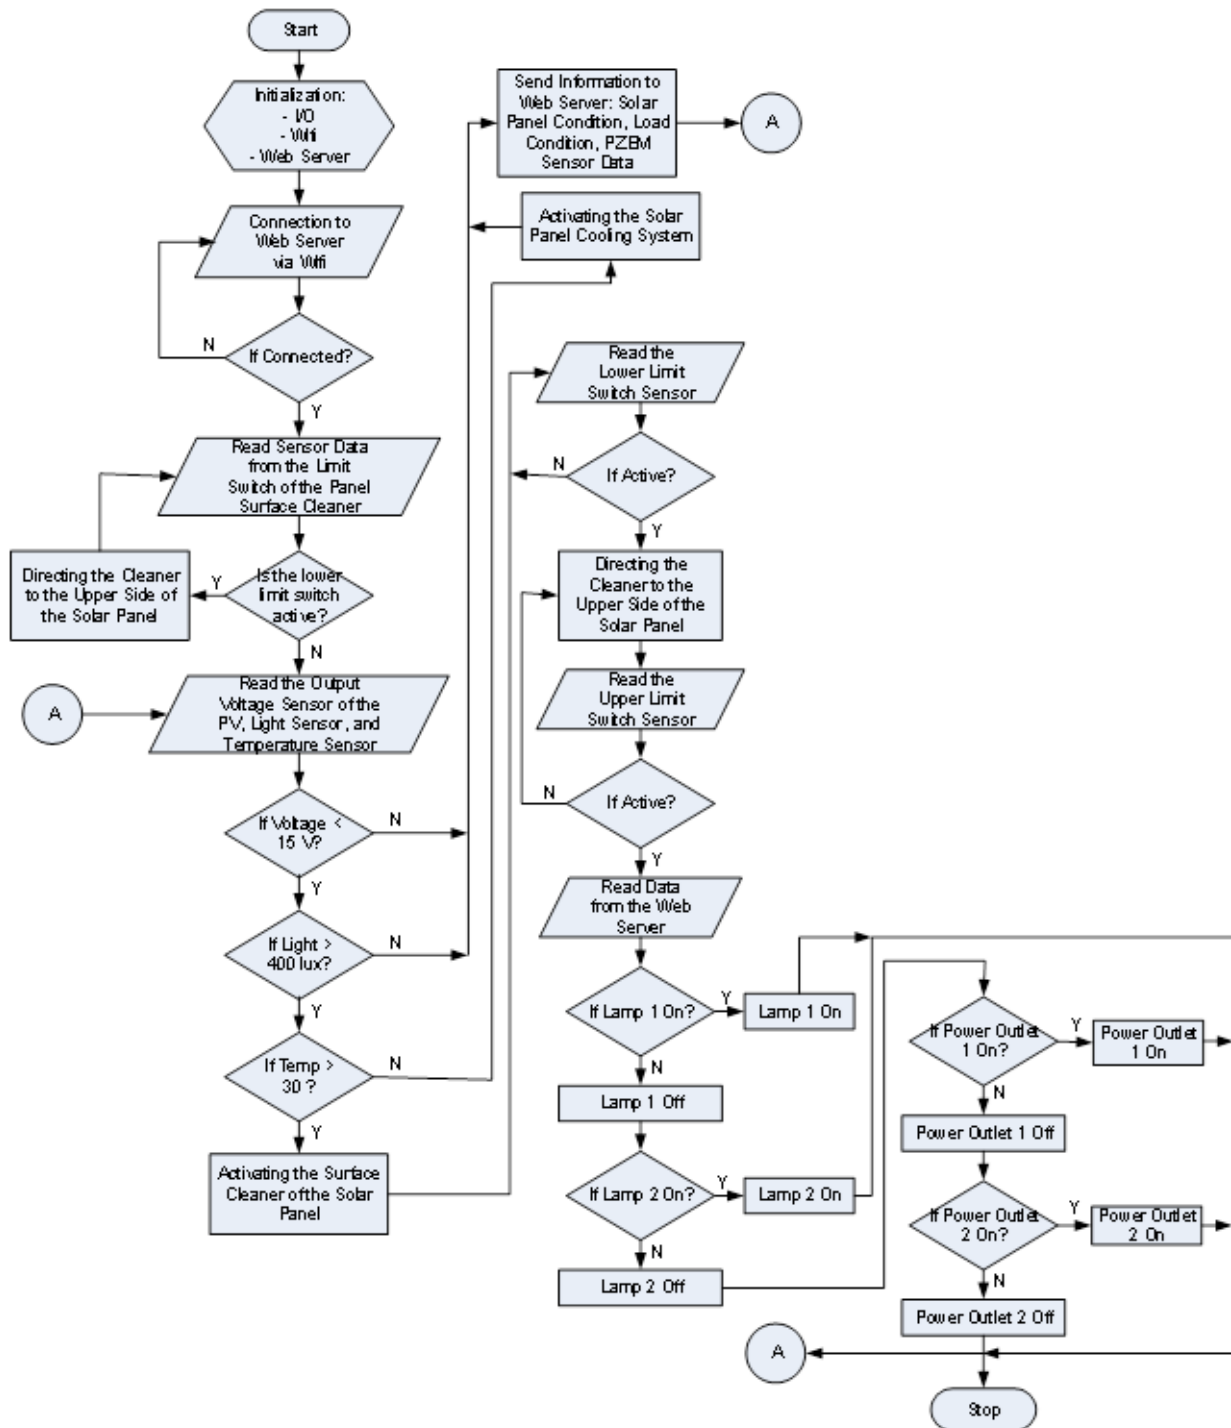 Start
Initialization:
- I/O
- Wifi
- Web Server
Connection to
Web Server
via Wifi
If Connected?
N
Y
Read Sensor Data
from the Limit
Switch of the Panel
Surface Cleaner
Is the lower
limit switch
active?
Y
Directing the Cleaner
to the Upper Side of
the Solar Panel
N
A
Read the Output
Voltage Sensor of the
PV, Light Sensor, and
Temperature Sensor
If Voltage <
15 V?
N
Y
If Light >
400 lux?
N
Y
If Temp >
30 ?
N
Y
Activating the Surface
Cleaner of the Solar
Panel
Send Information to
Web Server: Solar
Panel Condition, Load
Condition, PZEM
Sensor Data
A
Activating the Solar
Panel Cooling System
Read the
Lower Limit
Switch Sensor
If Active?
N
Y
Directing the
Cleaner to the
Upper Side of the
Solar Panel
Read the
Upper Limit
Switch Sensor
If Active?
N
Y
Read Data
from the Web
Server
If Lamp 1 On?
Y
Lamp 1 On
N
Lamp 1 Off
If Lamp 2 On?
Y
Lamp 2 On
N
Lamp 2 Off
If Power Outlet
1 On?
Y
Power Outlet
1 On
N
Power Outlet 1 Off
If Power Outlet
2 On?
Y
Power Outlet
2 On
N
Power Outlet 2 Off
A
Stop